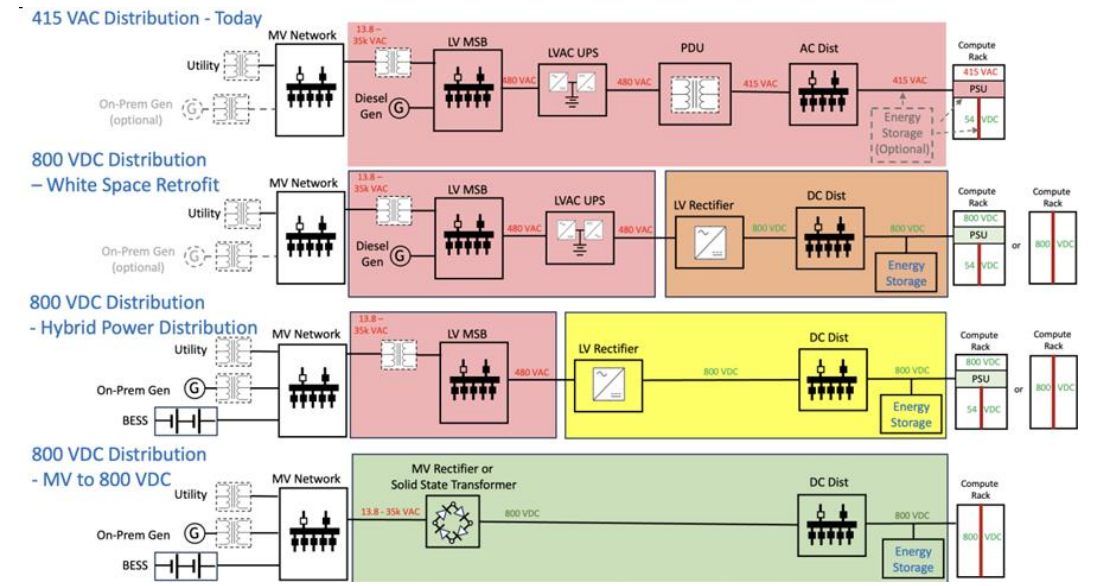 415 VAC Distribution - Today
MV Network
13.8 –
35k VAC
LV MSB
LVAC UPS
PDU
AC Dist
Compute
Rack
Utility
480 VAC
480 VAC
415 VAC
415 VAC
415 VAC
PSU
54 VDC
On-Prem Gen
(optional)
G
Diesel
Gen
G
Energy
Storage
(Optional)
800 VDC Distribution
– White Space Retrofit
MV Network
13.8 –
35k VAC
LV MSB
LVAC UPS
LV Rectifier
DC Dist
Compute
Rack
Compute
Rack
Utility
480 VAC
480 VAC
800 VDC
800 VDC
800 VDC
PSU
54 VDC
or
800 VDC
On-Prem Gen
(optional)
G
Diesel
Gen
G
Energy
Storage
800 VDC Distribution
- Hybrid Power Distribution
MV Network
13.8 –
35k VAC
LV MSB
LV Rectifier
DC Dist
Compute
Rack
Compute
Rack
Utility
480 VAC
800 VDC
800 VDC
800 VDC
PSU
54 VDC
or
800 VDC
On-Prem Gen
G
BESS
Energy
Storage
800 VDC Distribution
- MV to 800 VDC
MV Network
MV Rectifier or
Solid State Transformer
DC Dist
Compute
Rack
Utility
13.8 - 35k VAC
800 VDC
800 VDC
800 VDC
On-Prem Gen
G
BESS
Energy
Storage